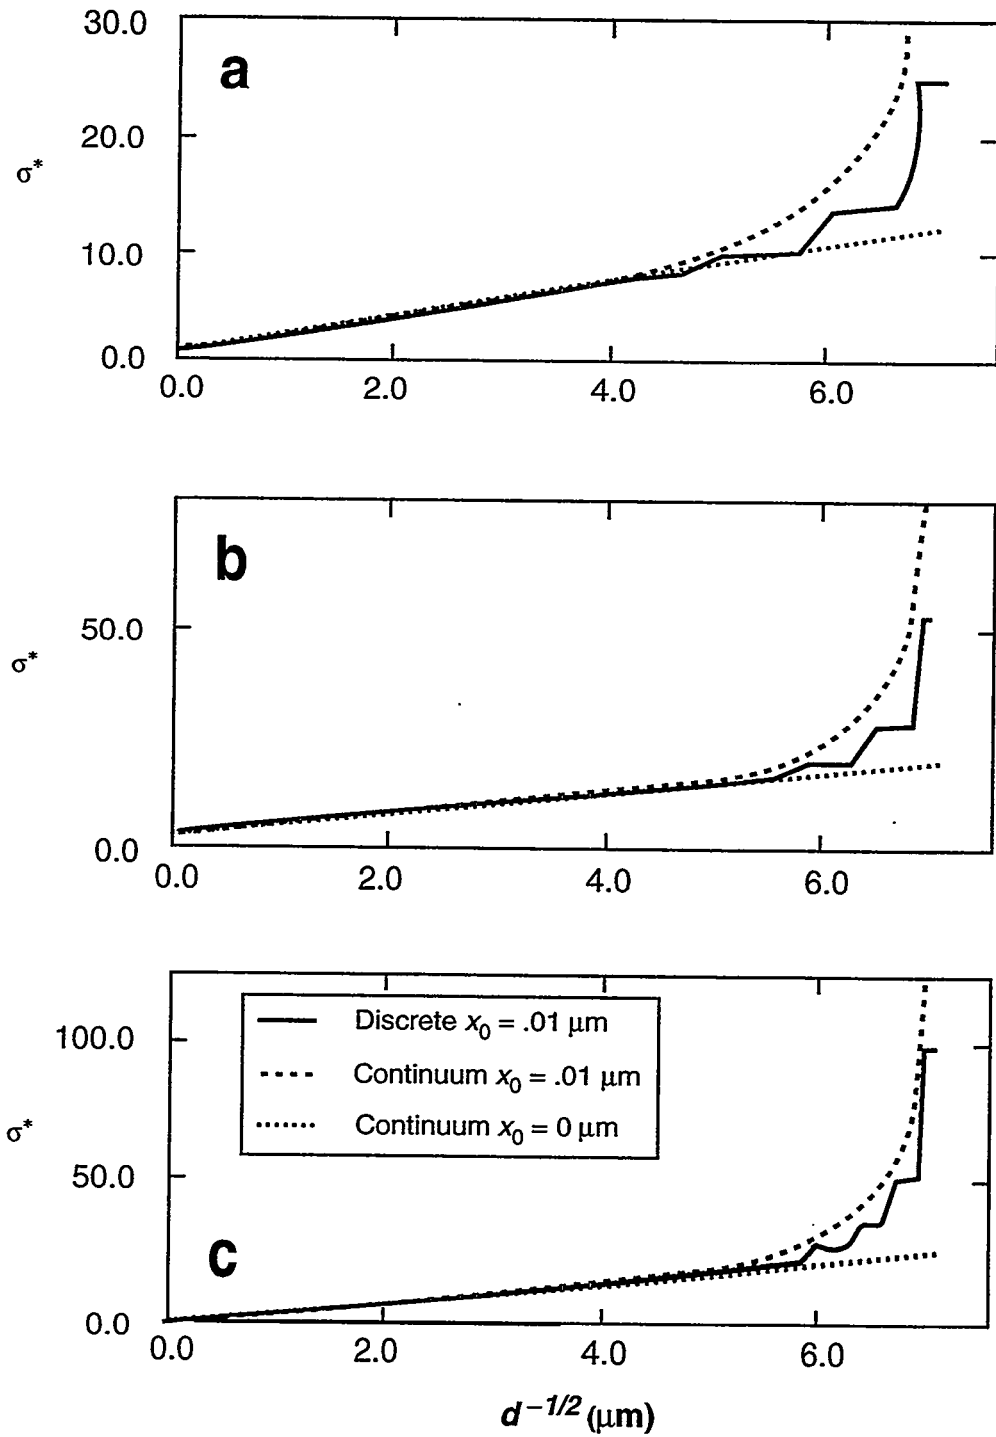 30.0
a
20.0
σ*
10.0
0.0
0.0 2.0 4.0 6.0
b
50.0
σ*
0.0
0.0 2.0 4.0 6.0
Discrete x₀ = .01 μm
Continuum x₀ = .01 μm
Continuum x₀ = 0 μm
100.0
σ*
50.0
c
0.0
0.0 2.0 4.0 6.0
d⁻¹/² (μm)